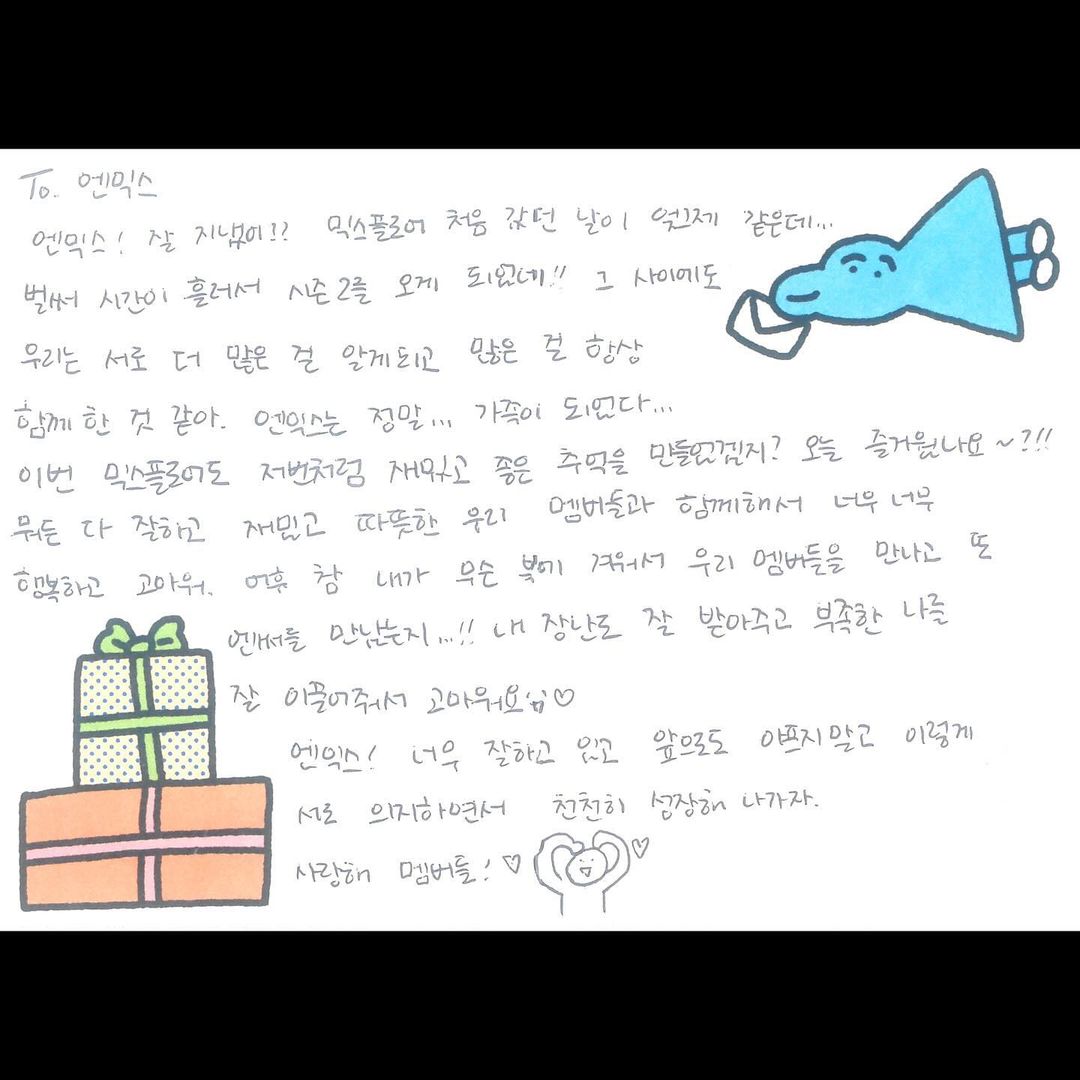 To. 엔믹스
엔믹스! 잘 지냈어!? 믹스플로어 처음 갔던 날이 엊그제 같은데...
벌써 시간이 흘러서 시즌2를 오게 되었네!! 그 사이에도
우리는 서로 더 많은 걸 알게되고 많은 걸 항상
함께 한 것 같아. 엔믹스는 정말... 가족이 되었다...
이번 믹스플로어도 저번처럼 재밌고 좋은 추억을 만들었겠지? 오늘 즐거웠나요~?!!
뭐든 다 잘하고 재밌고 따뜻한 우리 멤버들과 함께해서 너무 너무
행복하고 고마워. 어휴 참 내가 무슨 복에 겨워서 우리 멤버들을 만나고 또
엔써를 만났는지...!! 내 장난도 잘 받아주고 부족한 나를
잘 이끌어줘서 고마워요♡
엔믹스! 너무 잘하고 있고 앞으로도 아프지말고 이렇게
서로 의지하면서 천천히 성장해 나가자.
사랑해 멤버들! ♡ ♡